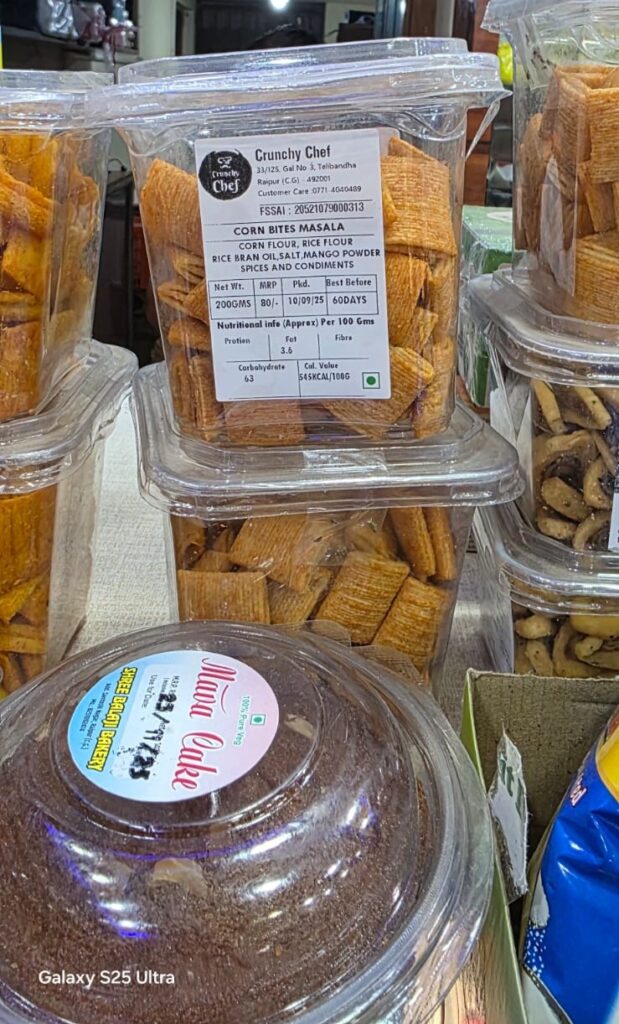 Crunchy
Chef
Crunchy Chef
33/125, Gal No 3, Telibandha
Raipur (C.G) - 492001
Customer Care :0771 4040489
FSSAI : 20521079000313
CORN BITES MASALA
CORN FLOUR, RICE FLOUR
RICE BRAN OIL,SALT,MANGO POWDER
SPICES AND CONDIMENTS
Net Wt. MRP Pkd. Best Before
200GMS 80/- 10/09/25 60DAYS
Nutritional info (Approx) Per 100 Gms
Protien Fat Fibre
3.6
Carbohydrate Cal. Value
63 545KCAL/100G
100% Pure Veg
Mava Cake
SHREE BALAJI BAKERY
Galaxy S25 Ultra